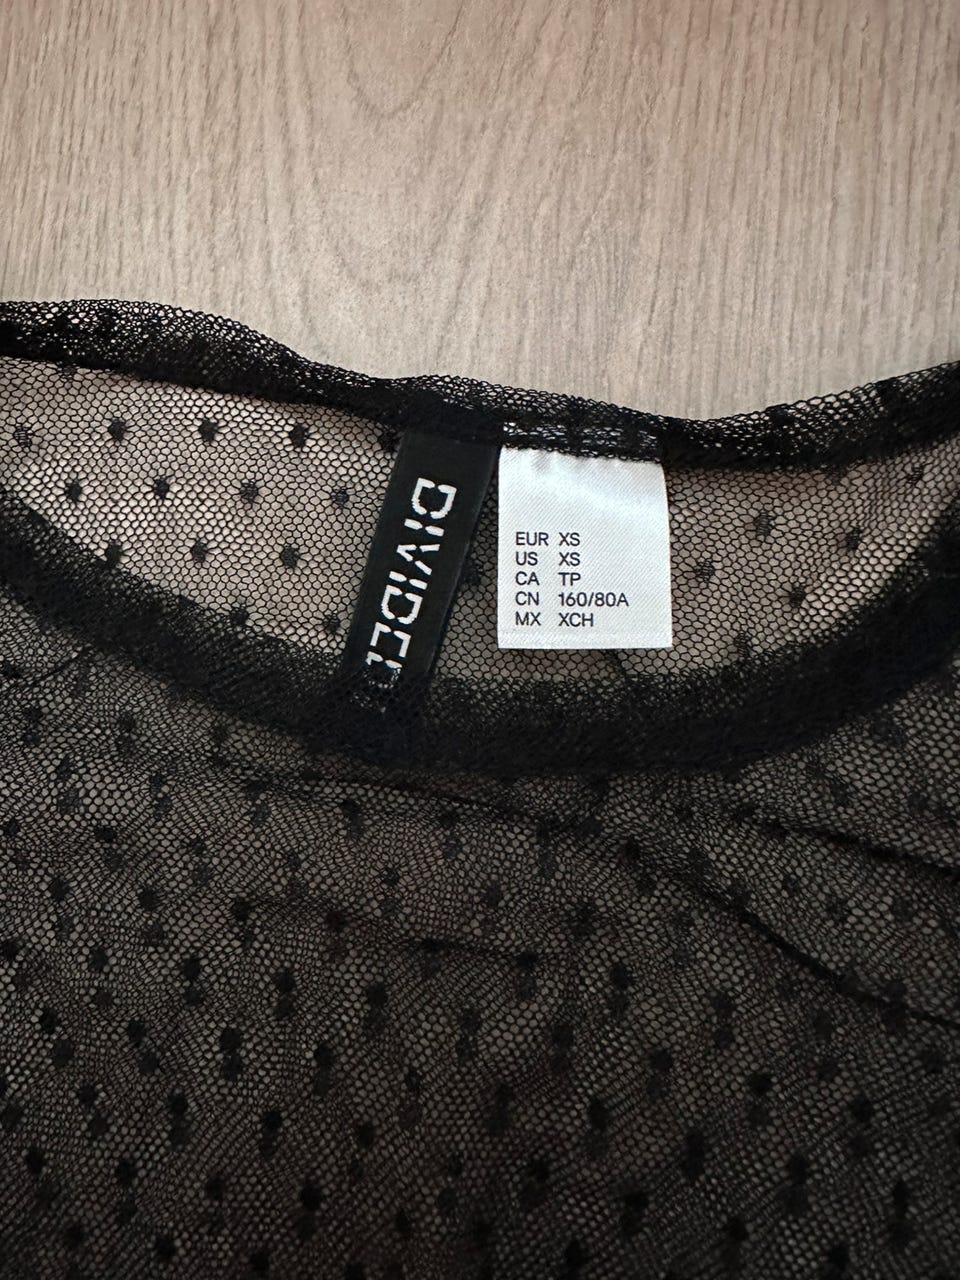 DIVIDED
EUR XS
US XS
CA TP
CN 160/80A
MX XCH